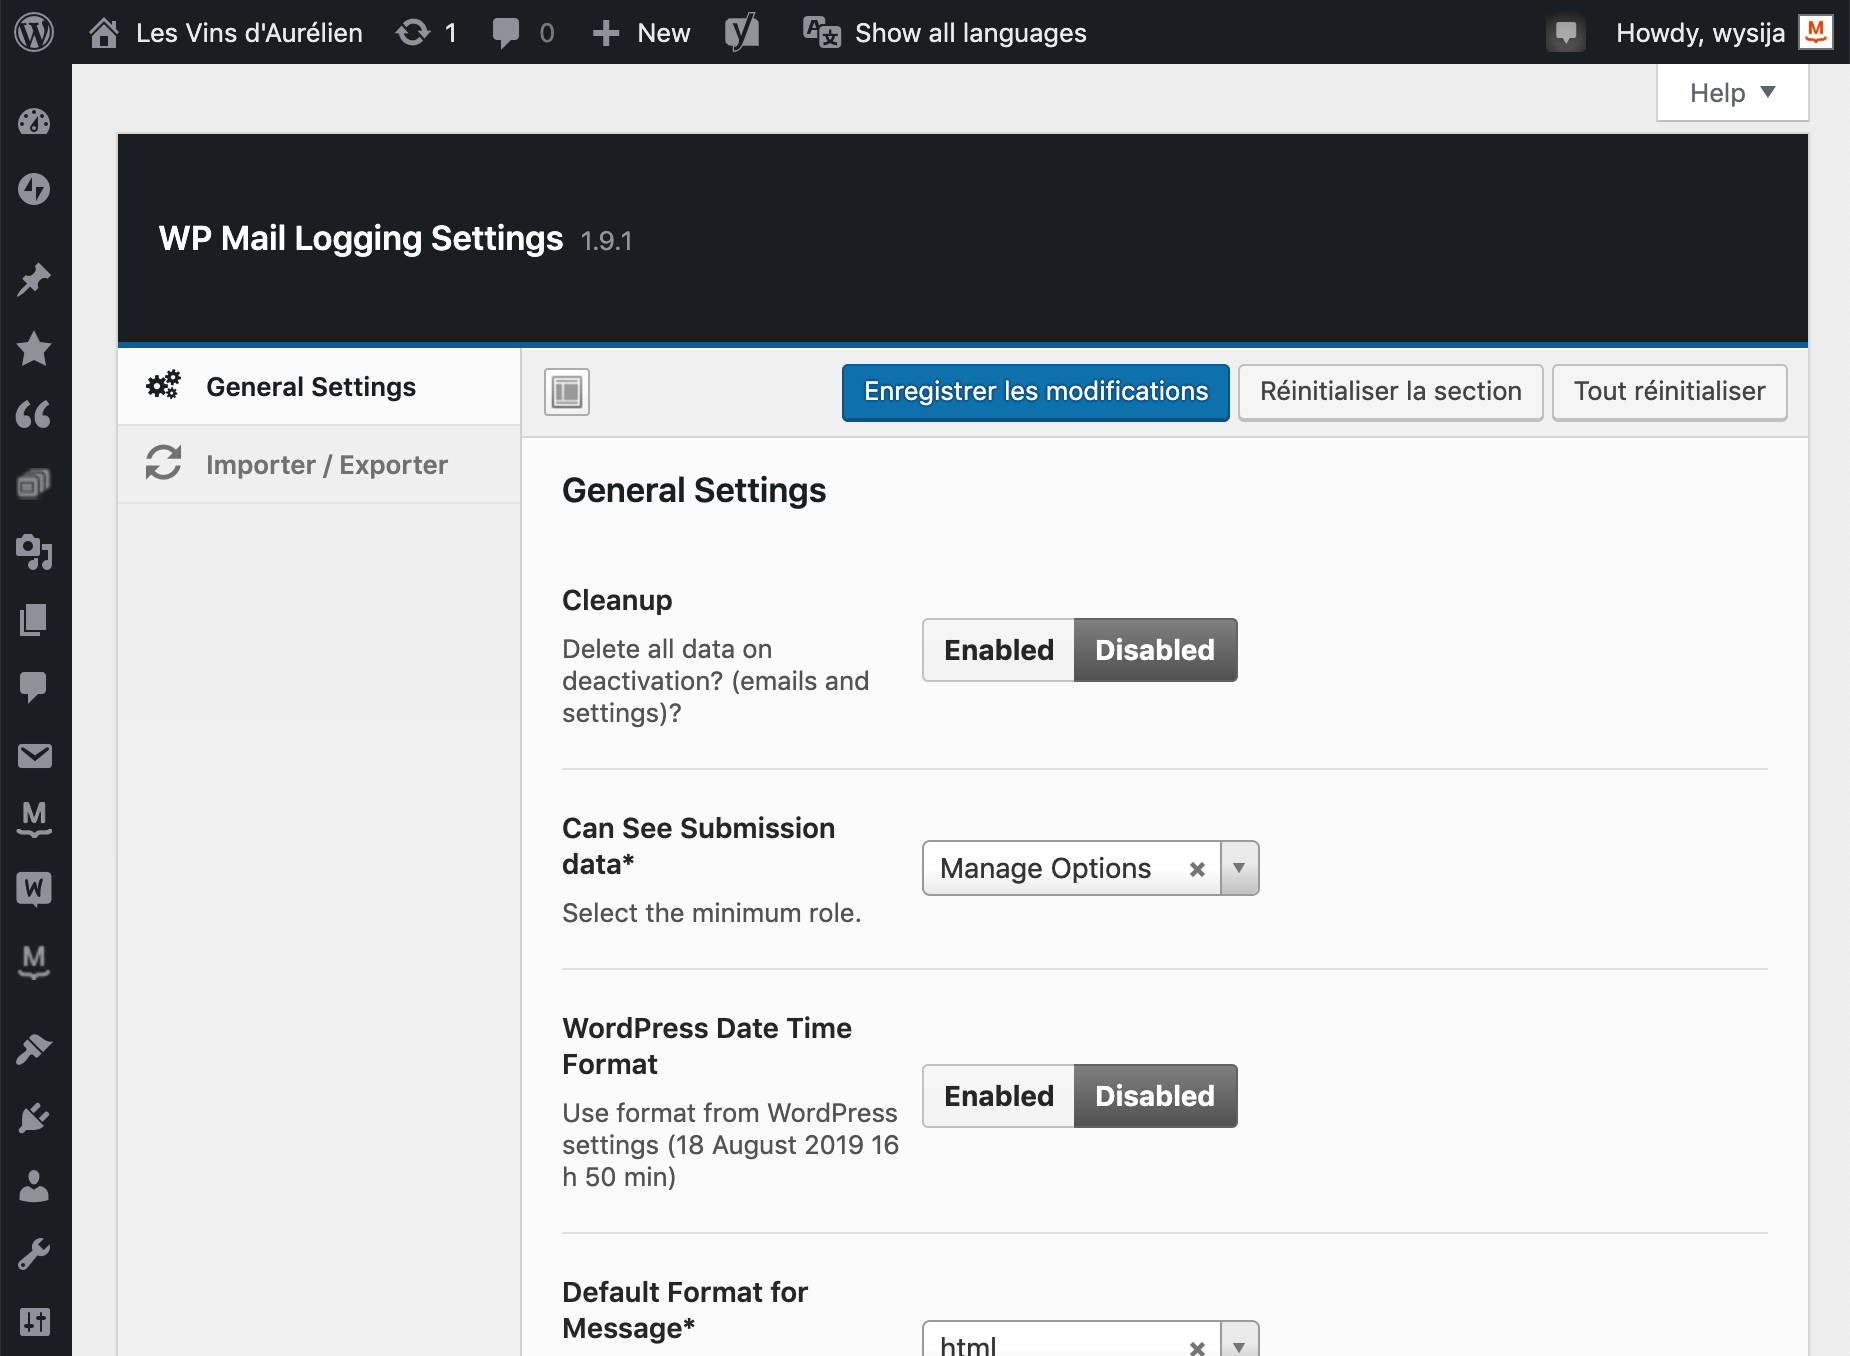 Les Vins d'Aurélien 1 0 New Show all languages Howdy, wysija
Help
WP Mail Logging Settings 1.9.1
General Settings
Importer / Exporter
Enregistrer les modifications Réinitialiser la section Tout réinitialiser
General Settings
Cleanup
Delete all data on
deactivation? (emails and
settings)?
Enabled Disabled
Can See Submission
data*
Select the minimum role.
Manage Options
WordPress Date Time
Format
Use format from WordPress
settings (18 August 2019 16
h 50 min)
Enabled Disabled
Default Format for
Message*
html